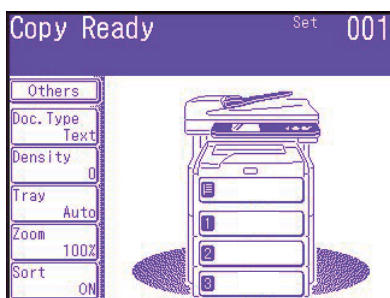 Copy Ready
Set 001
Others
Doc.Type
Text
Density
0
Tray
Auto
Zoom
100%
Sort
ON
1
2
3